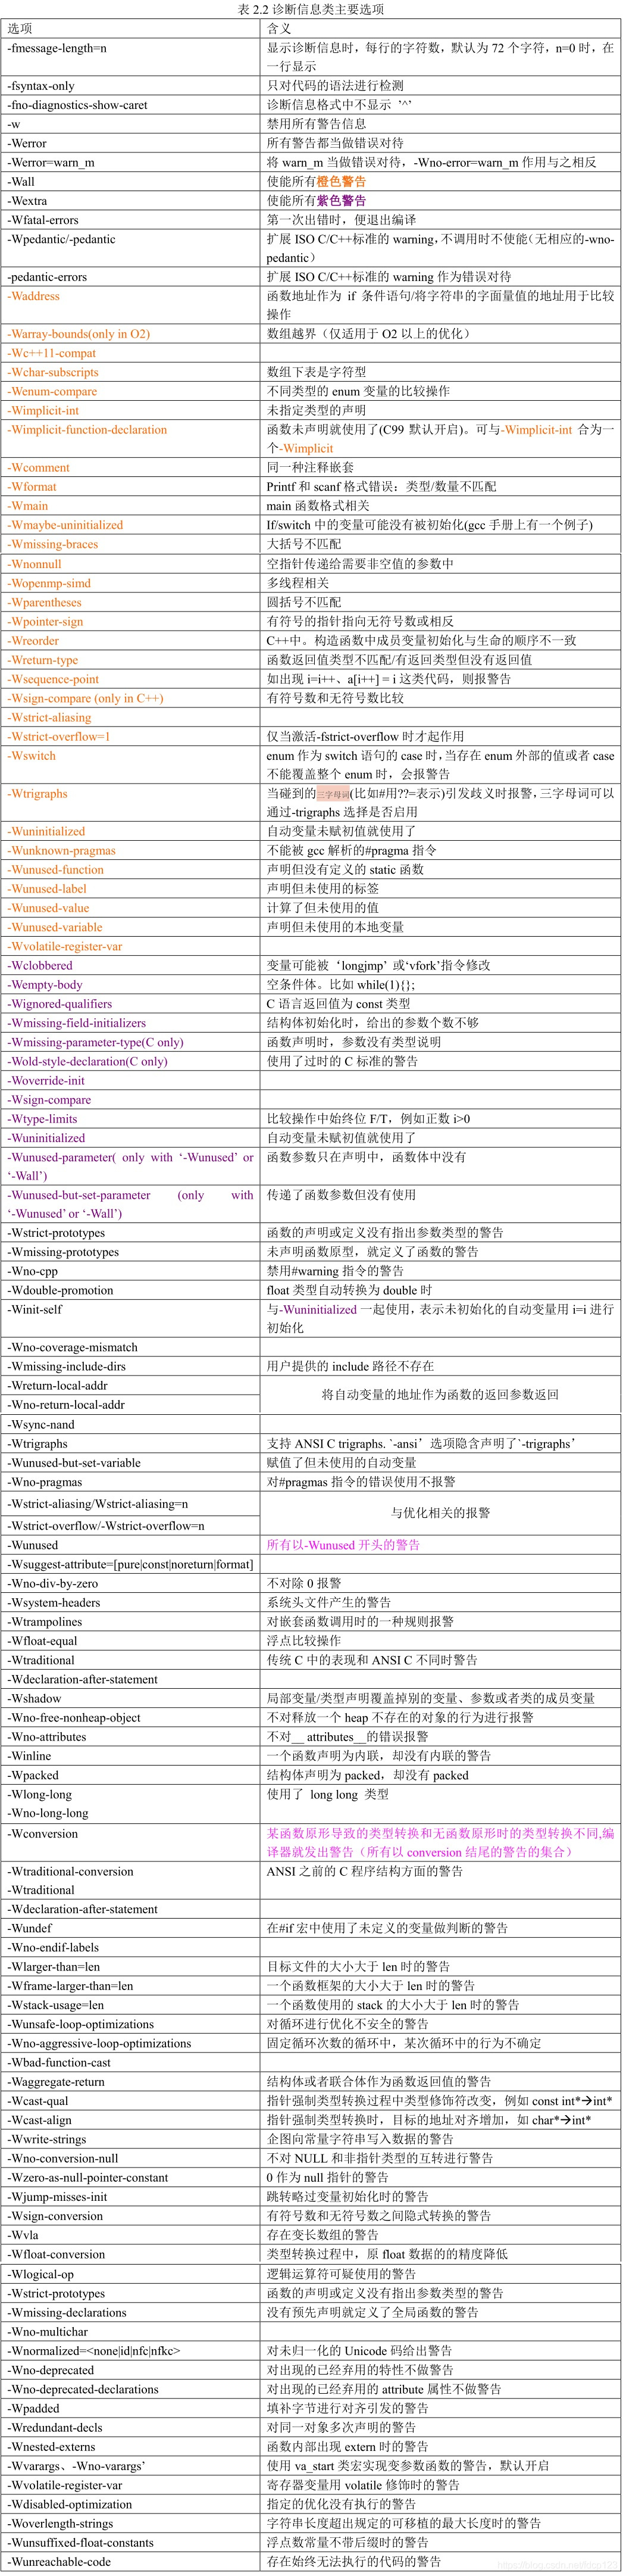 表 2.2 诊断信息类主要选项
选项 含义
-fmessage-length=n 显示诊断信息时，每行的字符数，默认为 72 个字符，n=0 时，在
一行显示
-fsyntax-only 只对代码的语法进行检测
-fno-diagnostics-show-caret 诊断信息格式中不显示 '^'
-w 禁用所有警告信息
-Werror 所有警告都当做错误对待
-Werror=warn_m 将 warn_m 当做错误对待，-Wno-error=warn_m 作用与之相反
-Wall 使能所有橙色警告
-Wextra 使能所有紫色警告
-Wfatal-errors 第一次出错时，便退出编译
-Wpedantic/-pedantic 扩展 ISO C/C++标准的 warning,不调用时不使能（无相应的-wno-
pedantic）
-pedantic-errors 扩展 ISO C/C++标准的 warning 作为错误对待
-Waddress 函数地址作为 if 条件语句/将字符串的字面量值的地址用于比较
操作
-Warray-bounds(only in O2) 数组越界（仅适用于 O2 以上的优化）
-Wc++11-compat
-Wchar-subscripts 数组下表是字符型
-Wenum-compare 不同类型的 enum 变量的比较操作
-Wimplicit-int 未指定类型的声明
-Wimplicit-function-declaration 函数未声明就使用了(C99 默认开启)。可与-Wimplicit-int 合为一
个-Wimplicit
-Wcomment 同一种注释嵌套
-Wformat Printf 和 scanf 格式错误：类型/数量不匹配
-Wmain main 函数格式相关
-Wmaybe-uninitialized If/switch 中的变量可能没有被初始化(gcc 手册上有一个例子)
-Wmissing-braces 大括号不匹配
-Wnonnull 空指针传递给需要非空值的参数中
-Wopenmp-simd 多线程相关
-Wparentheses 圆括号不匹配
-Wpointer-sign 有符号的指针指向无符号数或相反
-Wreorder C++中。构造函数中成员变量初始化与生命的顺序不一致
-Wreturn-type 函数返回值类型不匹配/有返回类型但没有返回值
-Wsequence-point 如出现 i=i++、a[i++] = i 这类代码，则报警告
-Wsign-compare (only in C++) 有符号数和无符号数比较
-Wstrict-aliasing
-Wstrict-overflow=1 仅当激活-fstrict-overflow 时才起作用
-Wswitch enum 作为 switch 语句的 case 时,当存在 enum 外部的值或者 case
不能覆盖整个 enum 时，会报警告
-Wtrigraphs 当碰到的三字母词(比如#用??=表示)引发歧义时报警,三字母词可以
通过-trigraphs 选择是否启用
-Wuninitialized 自动变量未赋初值就使用了
-Wunknown-pragmas 不能被 gcc 解析的#pragma 指令
-Wunused-function 声明但没有定义的 static 函数
-Wunused-label 声明但未使用的标签
-Wunused-value 计算了但未使用的值
-Wunused-variable 声明但未使用的本地变量
-Wvolatile-register-var
-Wclobbered 变量可能被‘longjmp’或‘vfork’指令修改
-Wempty-body 空条件体。比如 while(1){};
-Wignored-qualifiers C 语言返回值为 const 类型
-Wmissing-field-initializers 结构体初始化时，给出的参数个数不够
-Wmissing-parameter-type(C only) 函数声明时，参数没有类型说明
-Wold-style-declaration(C only) 使用了过时的 C 标准的警告
-Woverride-init
-Wsign-compare
-Wtype-limits 比较操作中始终位 F/T，例如正数 i>0
-Wuninitialized 自动变量未赋初值就使用了
-Wunused-parameter( only with ‘-Wunused’ or 函数参数只在声明中，函数体中没有
‘-Wall’)
-Wunused-but-set-parameter (only with 传递了函数参数但没有使用
‘-Wunused’ or ‘-Wall’)
-Wstrict-prototypes 函数的声明或定义没有指出参数类型的警告
-Wmissing-prototypes 未声明函数原型，就定义了函数的警告
-Wno-cpp 禁用#warning 指令的警告
-Wdouble-promotion float 类型自动转换为 double 时
-Winit-self 与-Wuninitialized 一起使用，表示未初始化的自动变量用 i=i 进行
初始化
-Wno-coverage-mismatch
-Wmissing-include-dirs 用户提供的 include 路径不存在
-Wreturn-local-addr 将自动变量的地址作为函数的返回参数返回
-Wno-return-local-addr
-Wsync-nand
-Wtrigraphs 支持 ANSI C trigraphs. `-ansi’选项隐含声明了`-trigraphs’
-Wunused-but-set-variable 赋值了但未使用的自动变量
-Wno-pragmas 对#pragmas 指令的错误使用不报警
-Wstrict-aliasing/Wstrict-aliasing=n 与优化相关的报警
-Wstrict-overflow/-Wstrict-overflow=n
-Wunused 所有以-Wunused 开头的警告
-Wsuggest-attribute=[pure|const|noreturn|format]
-Wno-div-by-zero 不对除 0 报警
-Wsystem-headers 系统头文件产生的警告
-Wtrampolines 对嵌套函数调用时的一种规则报警
-Wfloat-equal 浮点比较操作
-Wtraditional 传统 C 中的表现和 ANSI C 不同时警告
-Wdeclaration-after-statement
-Wshadow 局部变量/类型声明覆盖掉别的变量、参数或者类的成员变量
-Wno-free-nonheap-object 不对释放一个 heap 不存在的对象的行为进行报警
-Wno-attributes 不对__ attributes__的错误报警
-Winline 一个函数声明为内联，却没有内联的警告
-Wpacked 结构体声明为 packed，却没有 packed
-Wlong-long 使用了 long long 类型
-Wno-long-long
-Wconversion 某函数原形导致的类型转换和无函数原形时的类型转换不同,编
译器就发出警告（所有以 conversion 结尾的警告的集合）
-Wtraditional-conversion ANSI 之前的 C 程序结构方面的警告
-Wtraditional
-Wdeclaration-after-statement
-Wundef 在#if 宏中使用了未定义的变量做判断的警告
-Wno-endif-labels
-Wlarger-than=len 目标文件的大小大于 len 时的警告
-Wframe-larger-than=len 一个函数框架的大小大于 len 时的警告
-Wstack-usage=len 一个函数使用的 stack 的大小大于 len 时的警告
-Wunsafe-loop-optimizations 对循环进行优化不安全的警告
-Wno-aggressive-loop-optimizations 固定循环次数的循环中，某次循环中的行为不确定
-Wbad-function-cast
-Waggregate-return 结构体或者联合体作为函数返回值的警告
-Wcast-qual 指针强制类型转换过程中类型修饰符改变，例如 const int*→int*
-Wcast-align 指针强制类型转换时，目标的地址对齐增加，如 char*→int*
-Wwrite-strings 企图向常量字符串写入数据的警告
-Wno-conversion-null 不对 NULL 和非指针类型的互转进行警告
-Wzero-as-null-pointer-constant 0 作为 null 指针的警告
-Wjump-misses-init 跳转略过变量初始化时的警告
-Wsign-conversion 有符号数和无符号数之间隐式转换的警告
-Wvla 存在变长数组的警告
-Wfloat-conversion 类型转换过程中，原 float 数据的的精度降低
-Wlogical-op 逻辑运算符可疑使用的警告
-Wstrict-prototypes 函数的声明或定义没有指出参数类型的警告
-Wmissing-declarations 没有预先声明就定义了全局函数的警告
-Wno-multichar
-Wnormalized=<none|id|nfc|nfkc> 对未归一化的 Unicode 码给出警告
-Wno-deprecated 对出现的已经弃用的特性不做警告
-Wno-deprecated-declarations 对出现的已经弃用的 attribute 属性不做警告
-Wpadded 填补字节进行对齐引发的警告
-Wredundant-decls 对同一对象多次声明的警告
-Wnested-externs 函数内部出现 extern 时的警告
-Wvarargs、-Wno-varargs’ 使用 va_start 类宏实现变参数函数的警告，默认开启
-Wvolatile-register-var 寄存器变量用 volatile 修饰时的警告
-Wdisabled-optimization 指定的优化没有执行的警告
-Woverlength-strings 字符串长度超出规定的可移植的最大长度时的警告
-Wunsuffixed-float-constants 浮点数常量不带后缀时的警告
-Wunreachable-code 存在始终无法执行的代码的警告